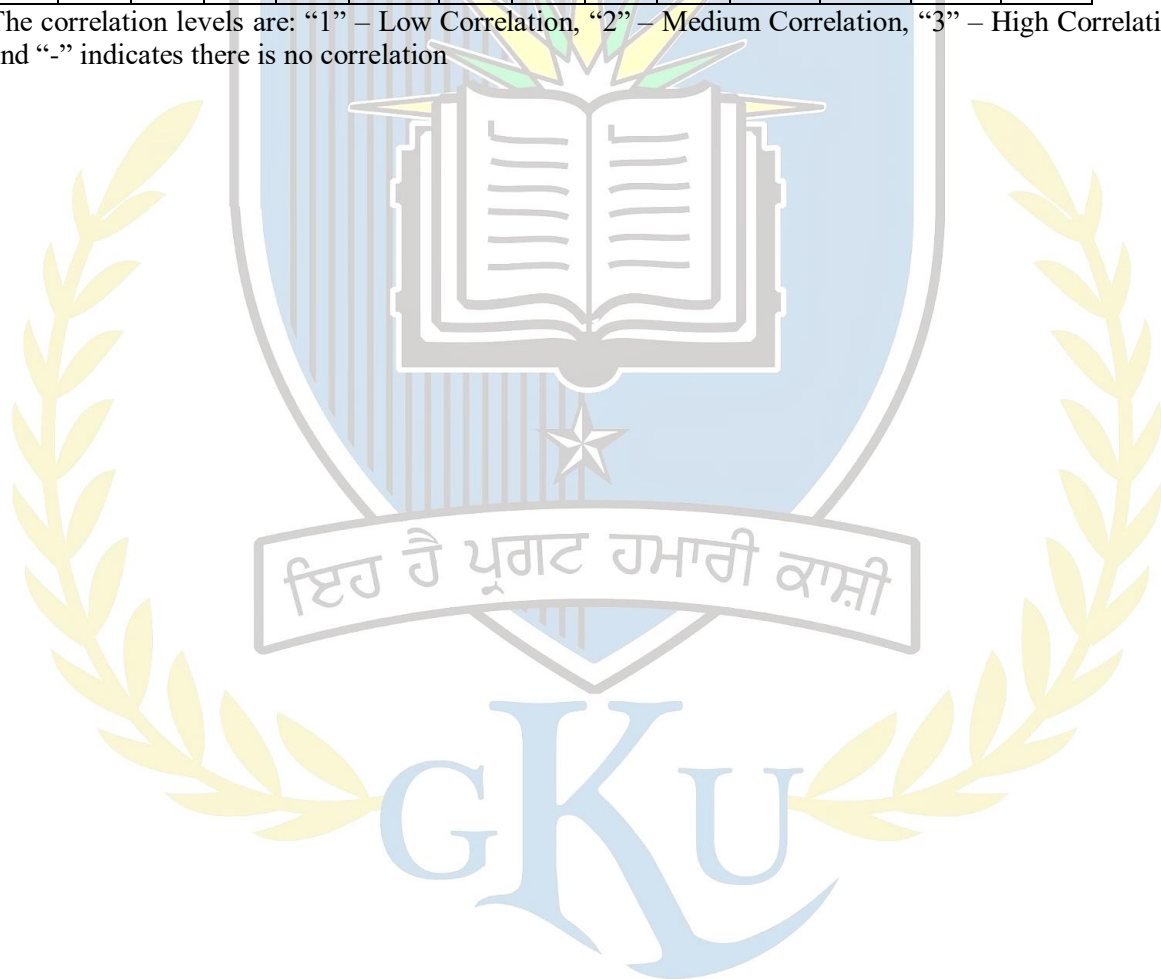 The correlation levels are: “1” – Low Correlation, “2” – Medium Correlation, “3” – High Correlati
nd “-” indicates there is no correlation
ਇਹ ਹੈ ਪ੍ਰਗਟ ਹਮਾਰੀ ਕਾਸ਼ੀ
GKU